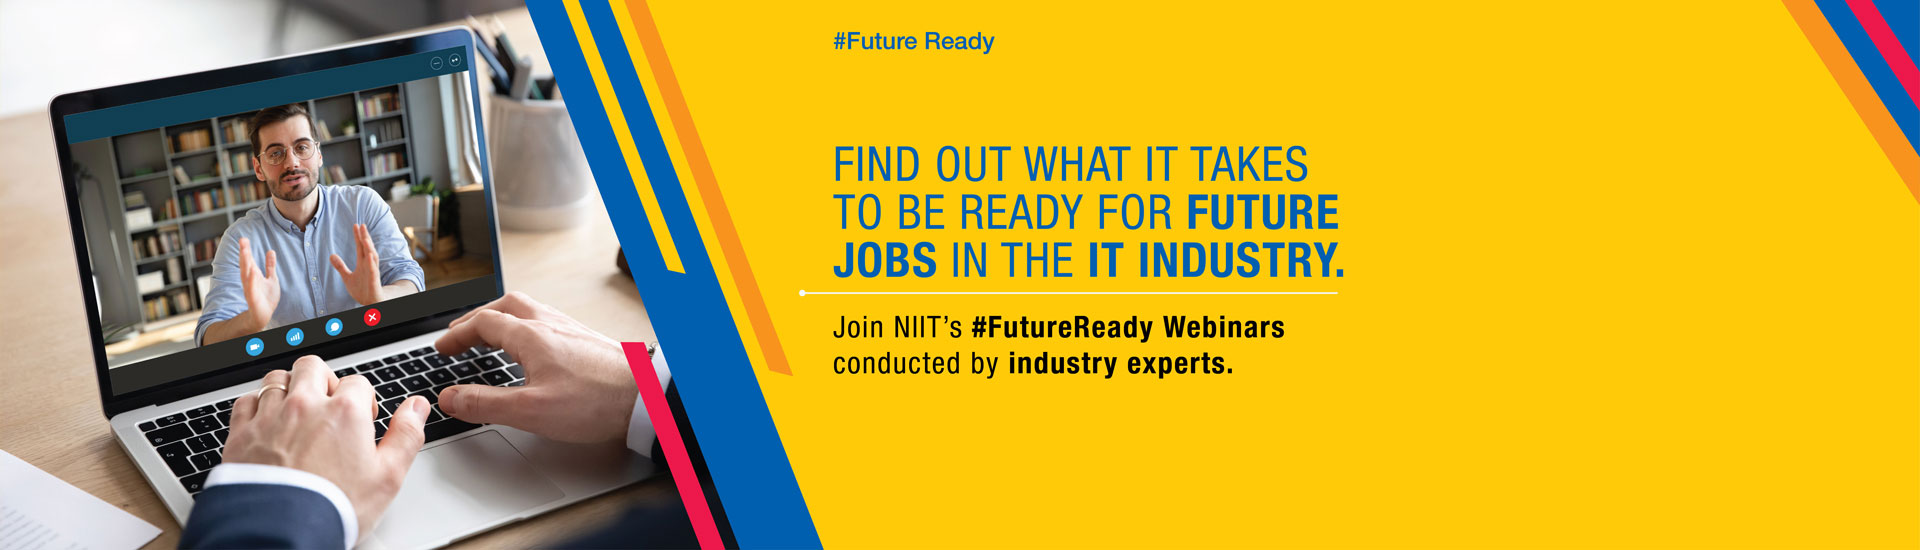 #Future Ready
FIND OUT WHAT IT TAKES
TO BE READY FOR FUTURE
JOBS IN THE IT INDUSTRY.
Join NIIT’s #FutureReady Webinars
conducted by industry experts.